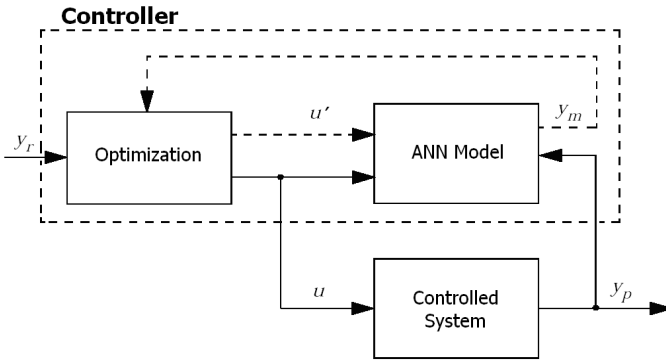 Controller
y_r
Optimization
u'
ANN Model
y_m
u
Controlled
System
y_p